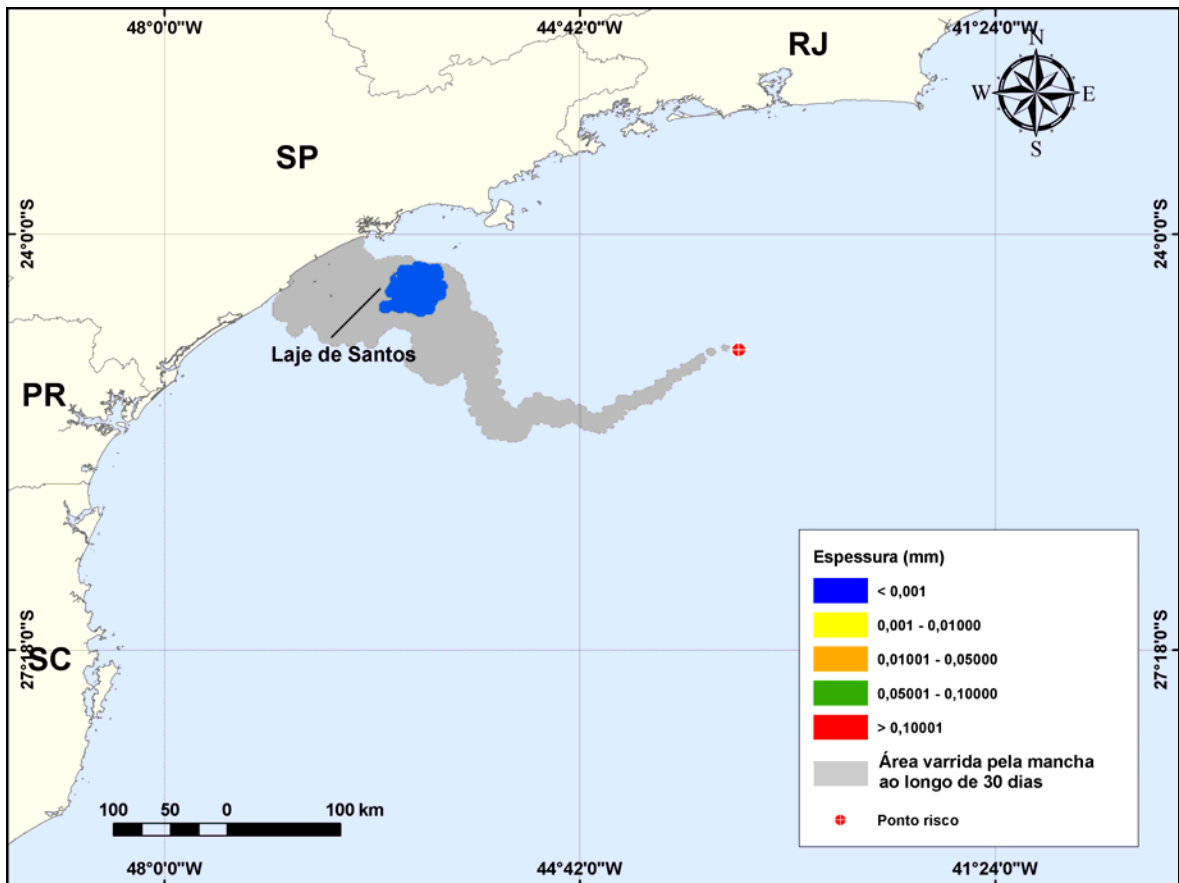 48°0'0"W
44°42'0"W
41°24'0"W
N
W
E
S
RJ
SP
24°0'0"S
24°0'0"S
Laje de Santos
PR
SC
27°18'0"S
27°18'0"S
Espessura (mm)
< 0,001
0,001 - 0,01000
0,01001 - 0,05000
0,05001 - 0,10000
> 0,10001
Área varrida pela mancha
ao longo de 30 dias
Ponto risco
100 50 0 100 km
48°0'0"W
44°42'0"W
41°24'0"W